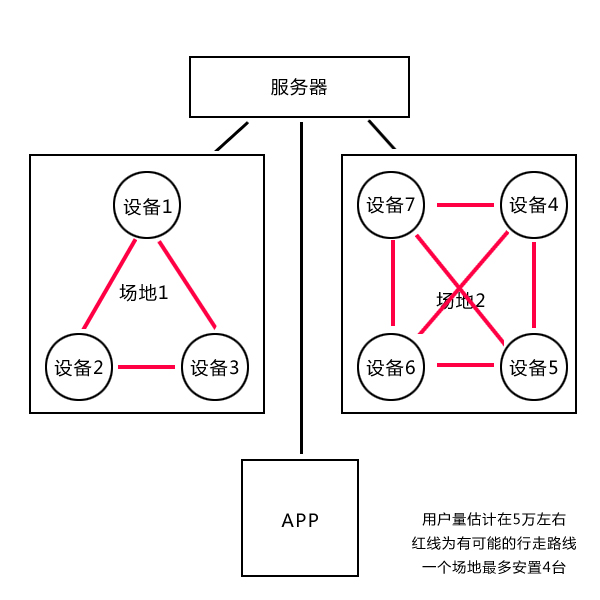 服务器
设备1
设备7
设备4
场地1
场地2
设备2
设备3
设备6
设备5
APP
用户量估计在5万左右
红线为有可能的行走路线
一个场地最多安置4台